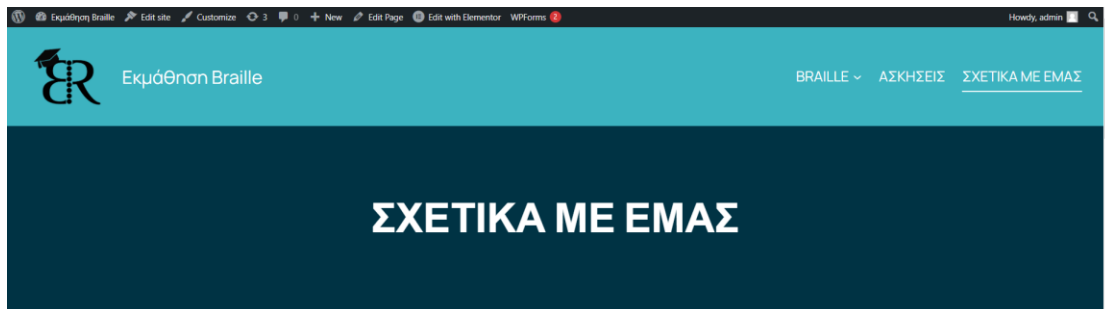 Εκμάθηση Braille Edit site Customize 3 0 New Edit Page Edit with Elementor WPForms 2 Howdy, admin
Εκμάθηση Braille BRAILLE ΑΣΚΗΣΕΙΣ ΣΧΕΤΙΚΑ ΜΕ ΕΜΑΣ
ΣΧΕΤΙΚΑ ΜΕ ΕΜΑΣ